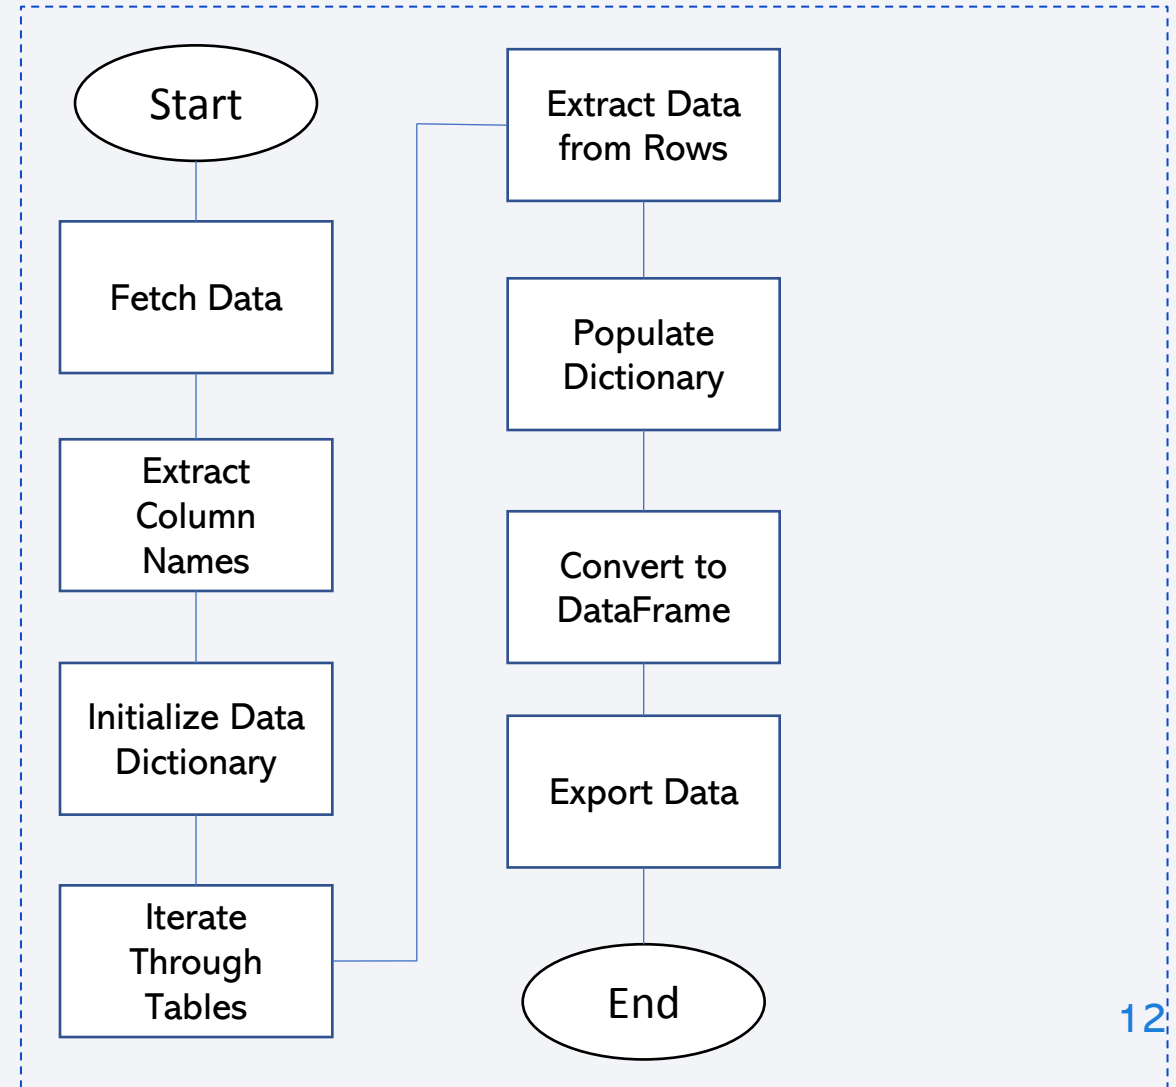 Start
Fetch Data
Extract
Column
Names
Initialize Data
Dictionary
Iterate
Through
Tables
Extract Data
from Rows
Populate
Dictionary
Convert to
DataFrame
Export Data
End
12